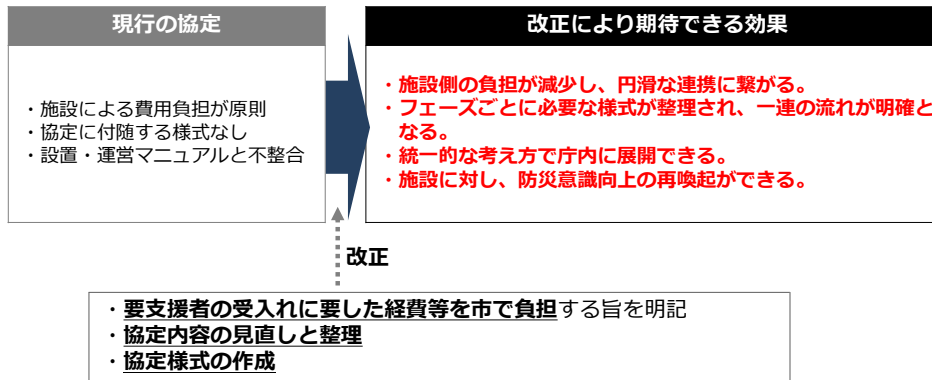 現行の協定
・施設による費用負担が原則
・協定に付随する様式なし
・設置・運営マニュアルと不整合
改正により期待できる効果
・施設側の負担が減少し、円滑な連携に繋がる。
・フェーズごとに必要な様式が整理され、一連の流れが明確と
なる。
・統一的な考え方で庁内に展開できる。
・施設に対し、防災意識向上の再喚起ができる。
改正
・要支援者の受入れに要した経費等を市で負担する旨を明記
・協定内容の見直しと整理
・協定様式の作成